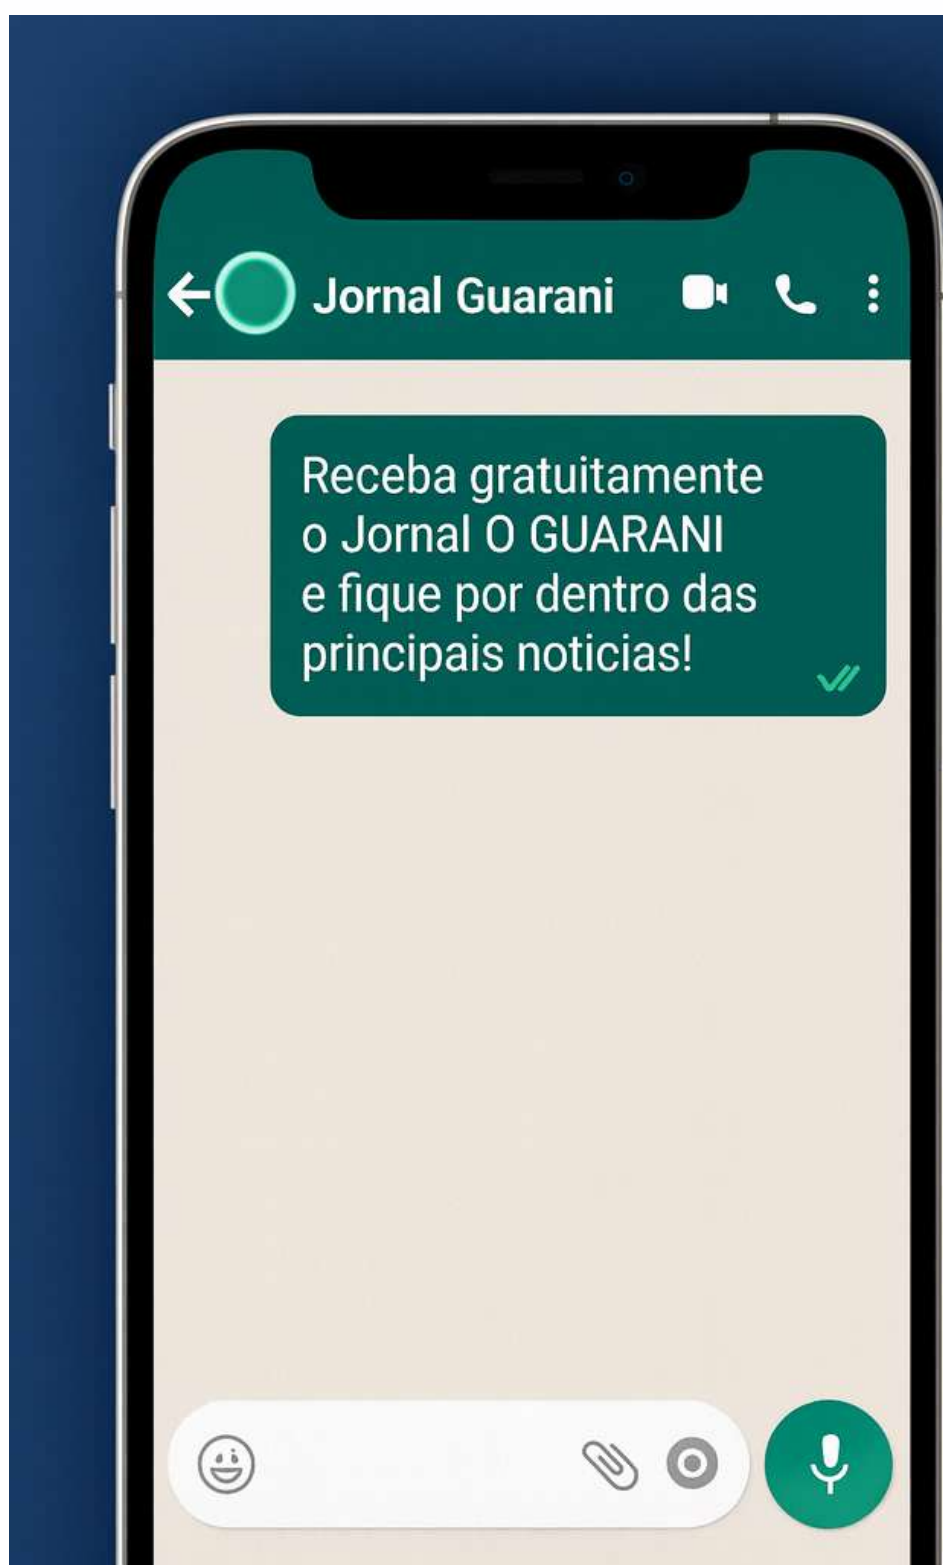 Jornal Guarani
Receba gratuitamente
o Jornal O GUARANI
e fique por dentro das
principais noticias!